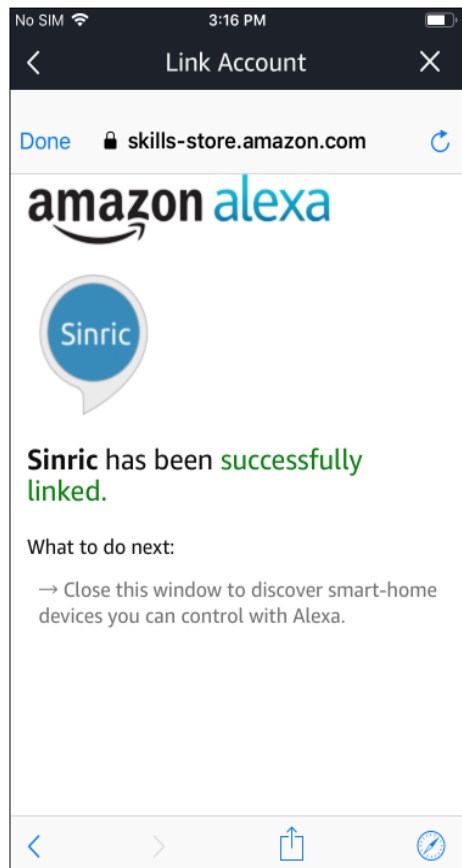 No SIM 3:16 PM
Link Account
Done skills-store.amazon.com
amazon alexa
Sinric
Sinric has been successfully
linked.
What to do next:
→ Close this window to discover smart-home
devices you can control with Alexa.